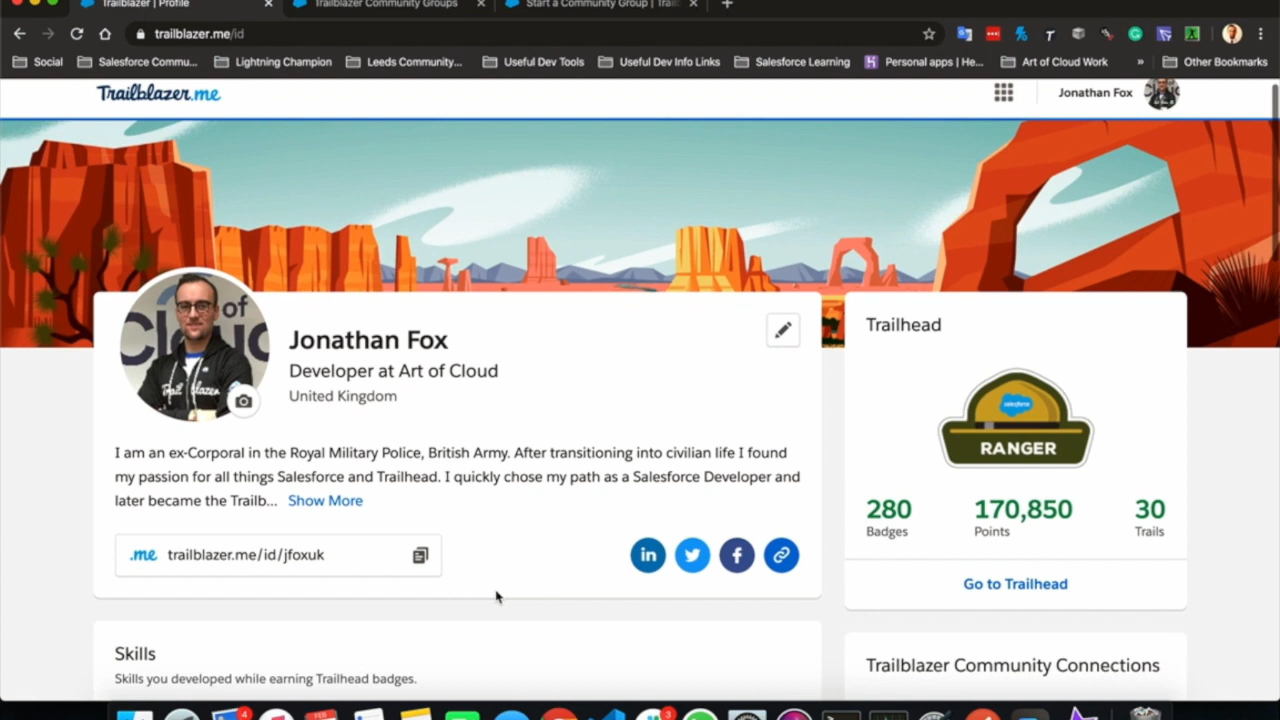 Trailblazer | Profile
Trailblazer Community Groups
Start a Community Group | Trail
trailblazer.me/id
Social
Salesforce Commu...
Lightning Champion
Leeds Community...
Useful Dev Tools
Useful Dev Info Links
Salesforce Learning
Personal apps | He...
Art of Cloud Work
»
Other Bookmarks
Trailblazer.me
Jonathan Fox
Jonathan Fox
Developer at Art of Cloud
United Kingdom
I am an ex-Corporal in the Royal Military Police, British Army. After transitioning into civilian life I found
my passion for all things Salesforce and Trailhead. I quickly chose my path as a Salesforce Developer and
later became the Trailb... Show More
.me trailblazer.me/id/jfoxuk
Skills
Skills you developed while earning Trailhead badges.
Trailhead
salesforce
RANGER
280 170,850 30
Badges Points Trails
Go to Trailhead
Trailblazer Community Connections
FEB
4
3